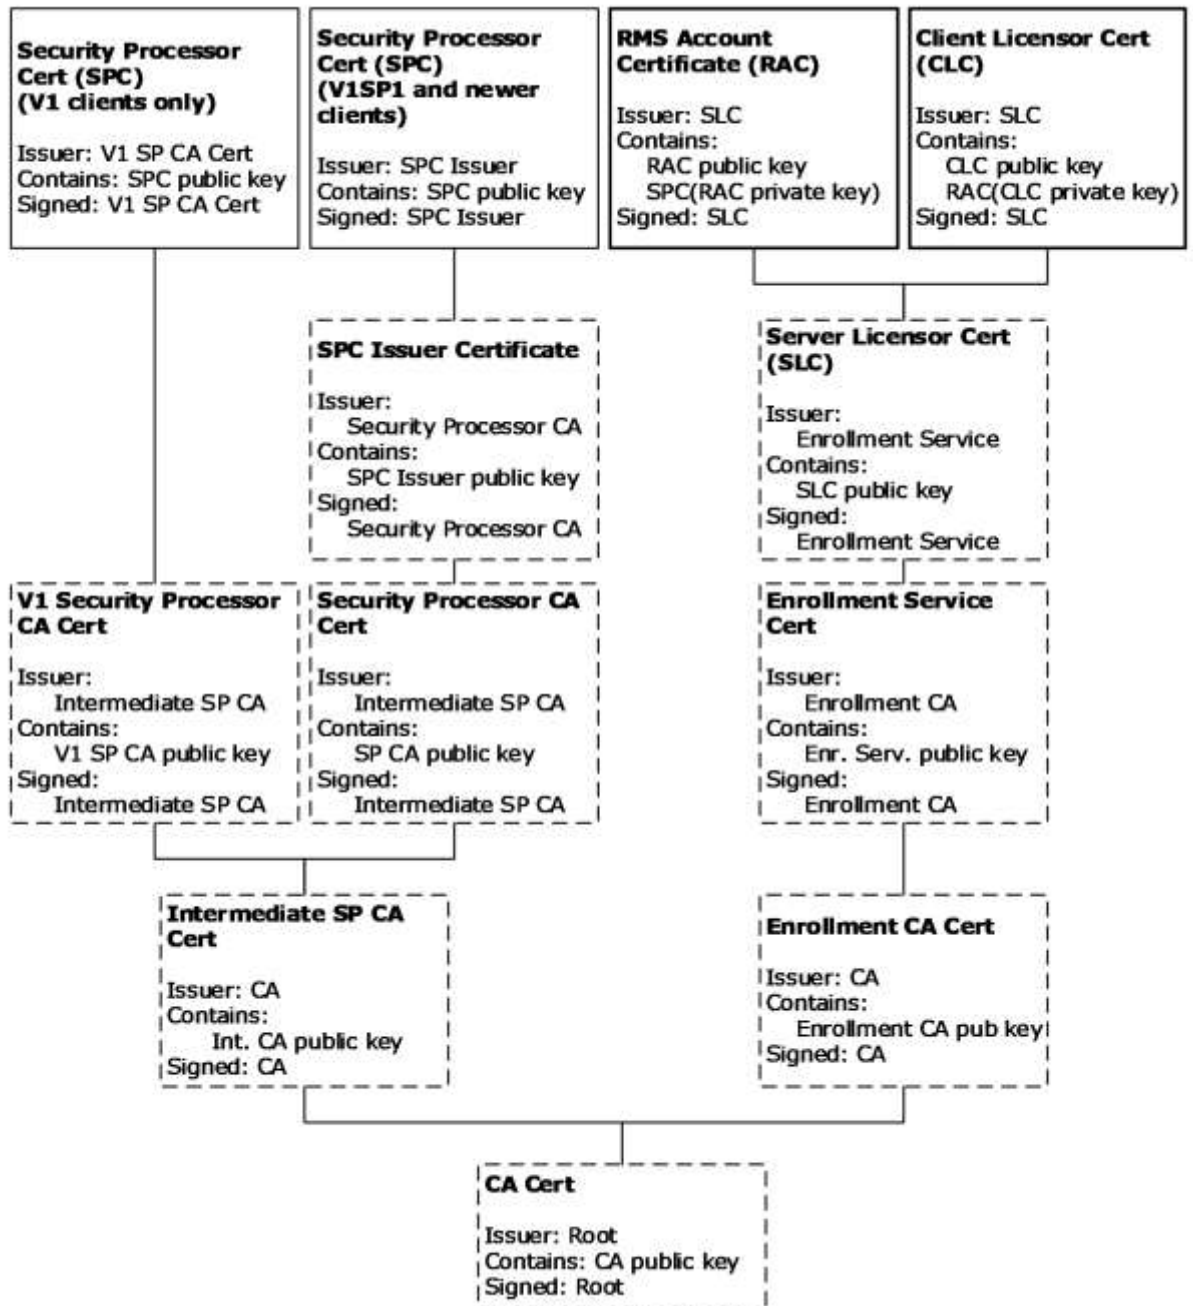 Security Processor
Cert (SPC)
(V1 clients only)
Issuer: V1 SP CA Cert
Contains: SPC public key
Signed: V1 SP CA Cert
Security Processor
Cert (SPC)
(V1SP1 and newer
clients)
Issuer: SPC Issuer
Contains: SPC public key
Signed: SPC Issuer
RMS Account
Certificate (RAC)
Issuer: SLC
Contains:
RAC public key
SPC(RAC private key)
Signed: SLC
Client Licensor Cert
(CLC)
Issuer: SLC
Contains:
CLC public key
RAC(CLC private key)
Signed: SLC
SPC Issuer Certificate
Issuer:
Security Processor CA
Contains:
SPC Issuer public key
Signed:
Security Processor CA
Server Licensor Cert
(SLC)
Issuer:
Enrollment Service
Contains:
SLC public key
Signed:
Enrollment Service
V1 Security Processor
CA Cert
Issuer:
Intermediate SP CA
Contains:
V1 SP CA public key
Signed:
Intermediate SP CA
Security Processor CA
Cert
Issuer:
Intermediate SP CA
Contains:
SP CA public key
Signed:
Intermediate SP CA
Enrollment Service
Cert
Issuer:
Enrollment CA
Contains:
Enr. Serv. public key
Signed:
Enrollment CA
Intermediate SP CA
Cert
Issuer: CA
Contains:
Int. CA public key
Signed: CA
Enrollment CA Cert
Issuer: CA
Contains:
Enrollment CA pub key
Signed: CA
CA Cert
Issuer: Root
Contains: CA public key
Signed: Root